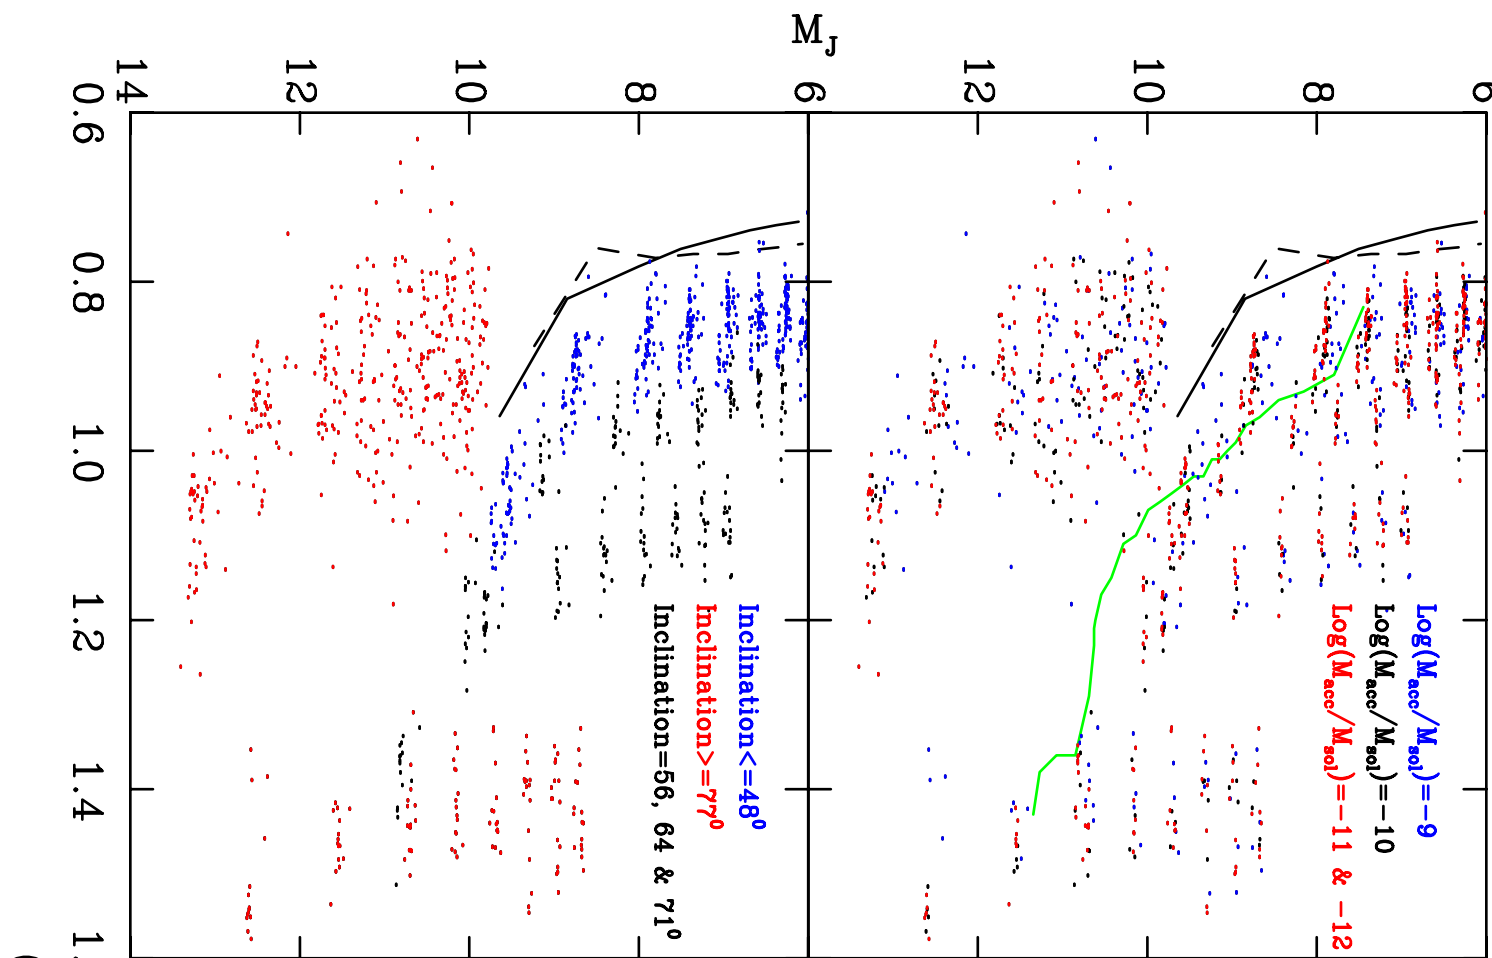 M_J
14
12
10
8
6
12
10
8
6
0.6
0.8
1.0
1.2
1.4
Log(M_acc/M_sol)=-9
Log(M_acc/M_sol)=-10
Log(M_acc/M_sol)=-11 & -12
Inclination<=48⁰
Inclination>=77⁰
Inclination=56, 64 & 71⁰